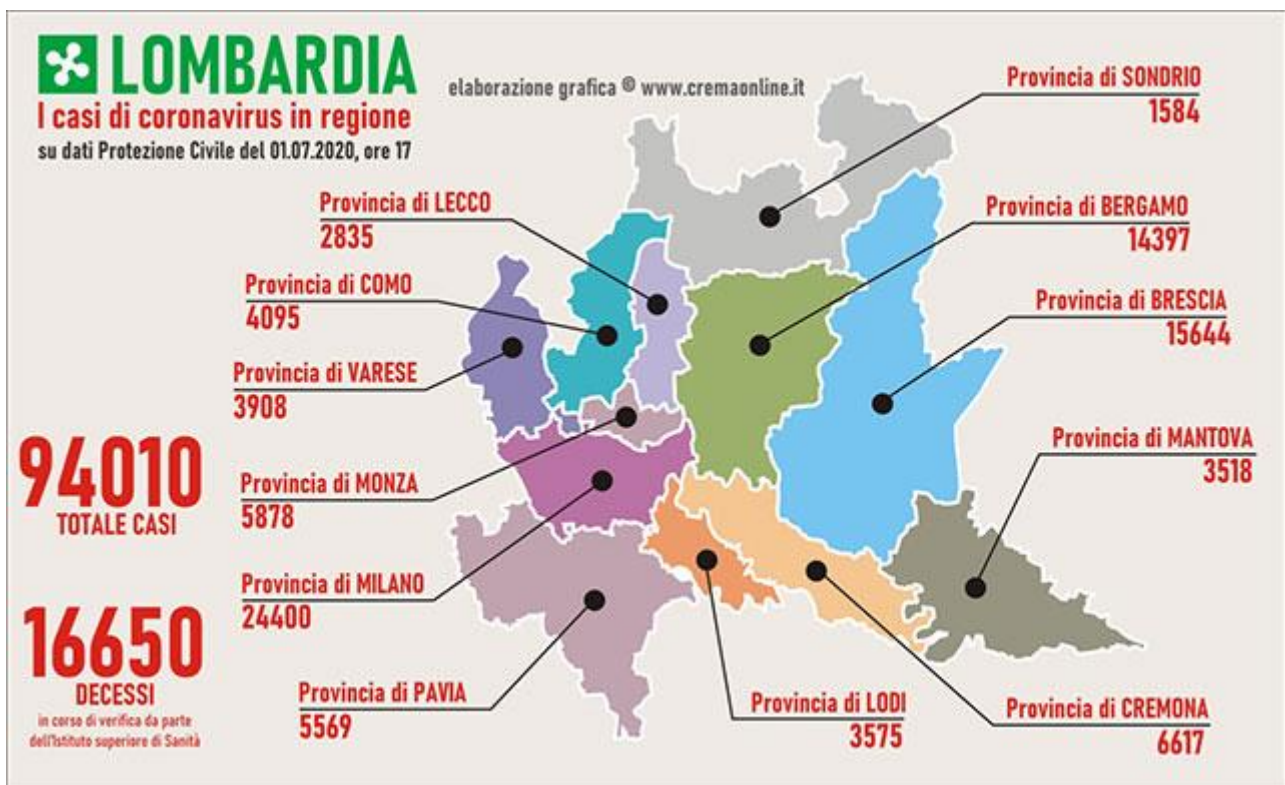 LOMBARDIA
I casi di coronavirus in regione
su dati Protezione Civile del 01.07.2020, ore 17
elaborazione grafica © www.cremaonline.it
Provincia di SONDRIO
1584
Provincia di LECCO
2835
Provincia di BERGAMO
14397
Provincia di COMO
4095
Provincia di BRESCIA
15644
Provincia di VARESE
3908
Provincia di MANTOVA
3518
94010
TOTALE CASI
Provincia di MONZA
5878
Provincia di MILANO
24400
16650
DECESSI
in corso di verifica da parte
dell'Istituto superiore di Sanità
Provincia di PAVIA
5569
Provincia di LODI
3575
Provincia di CREMONA
6617